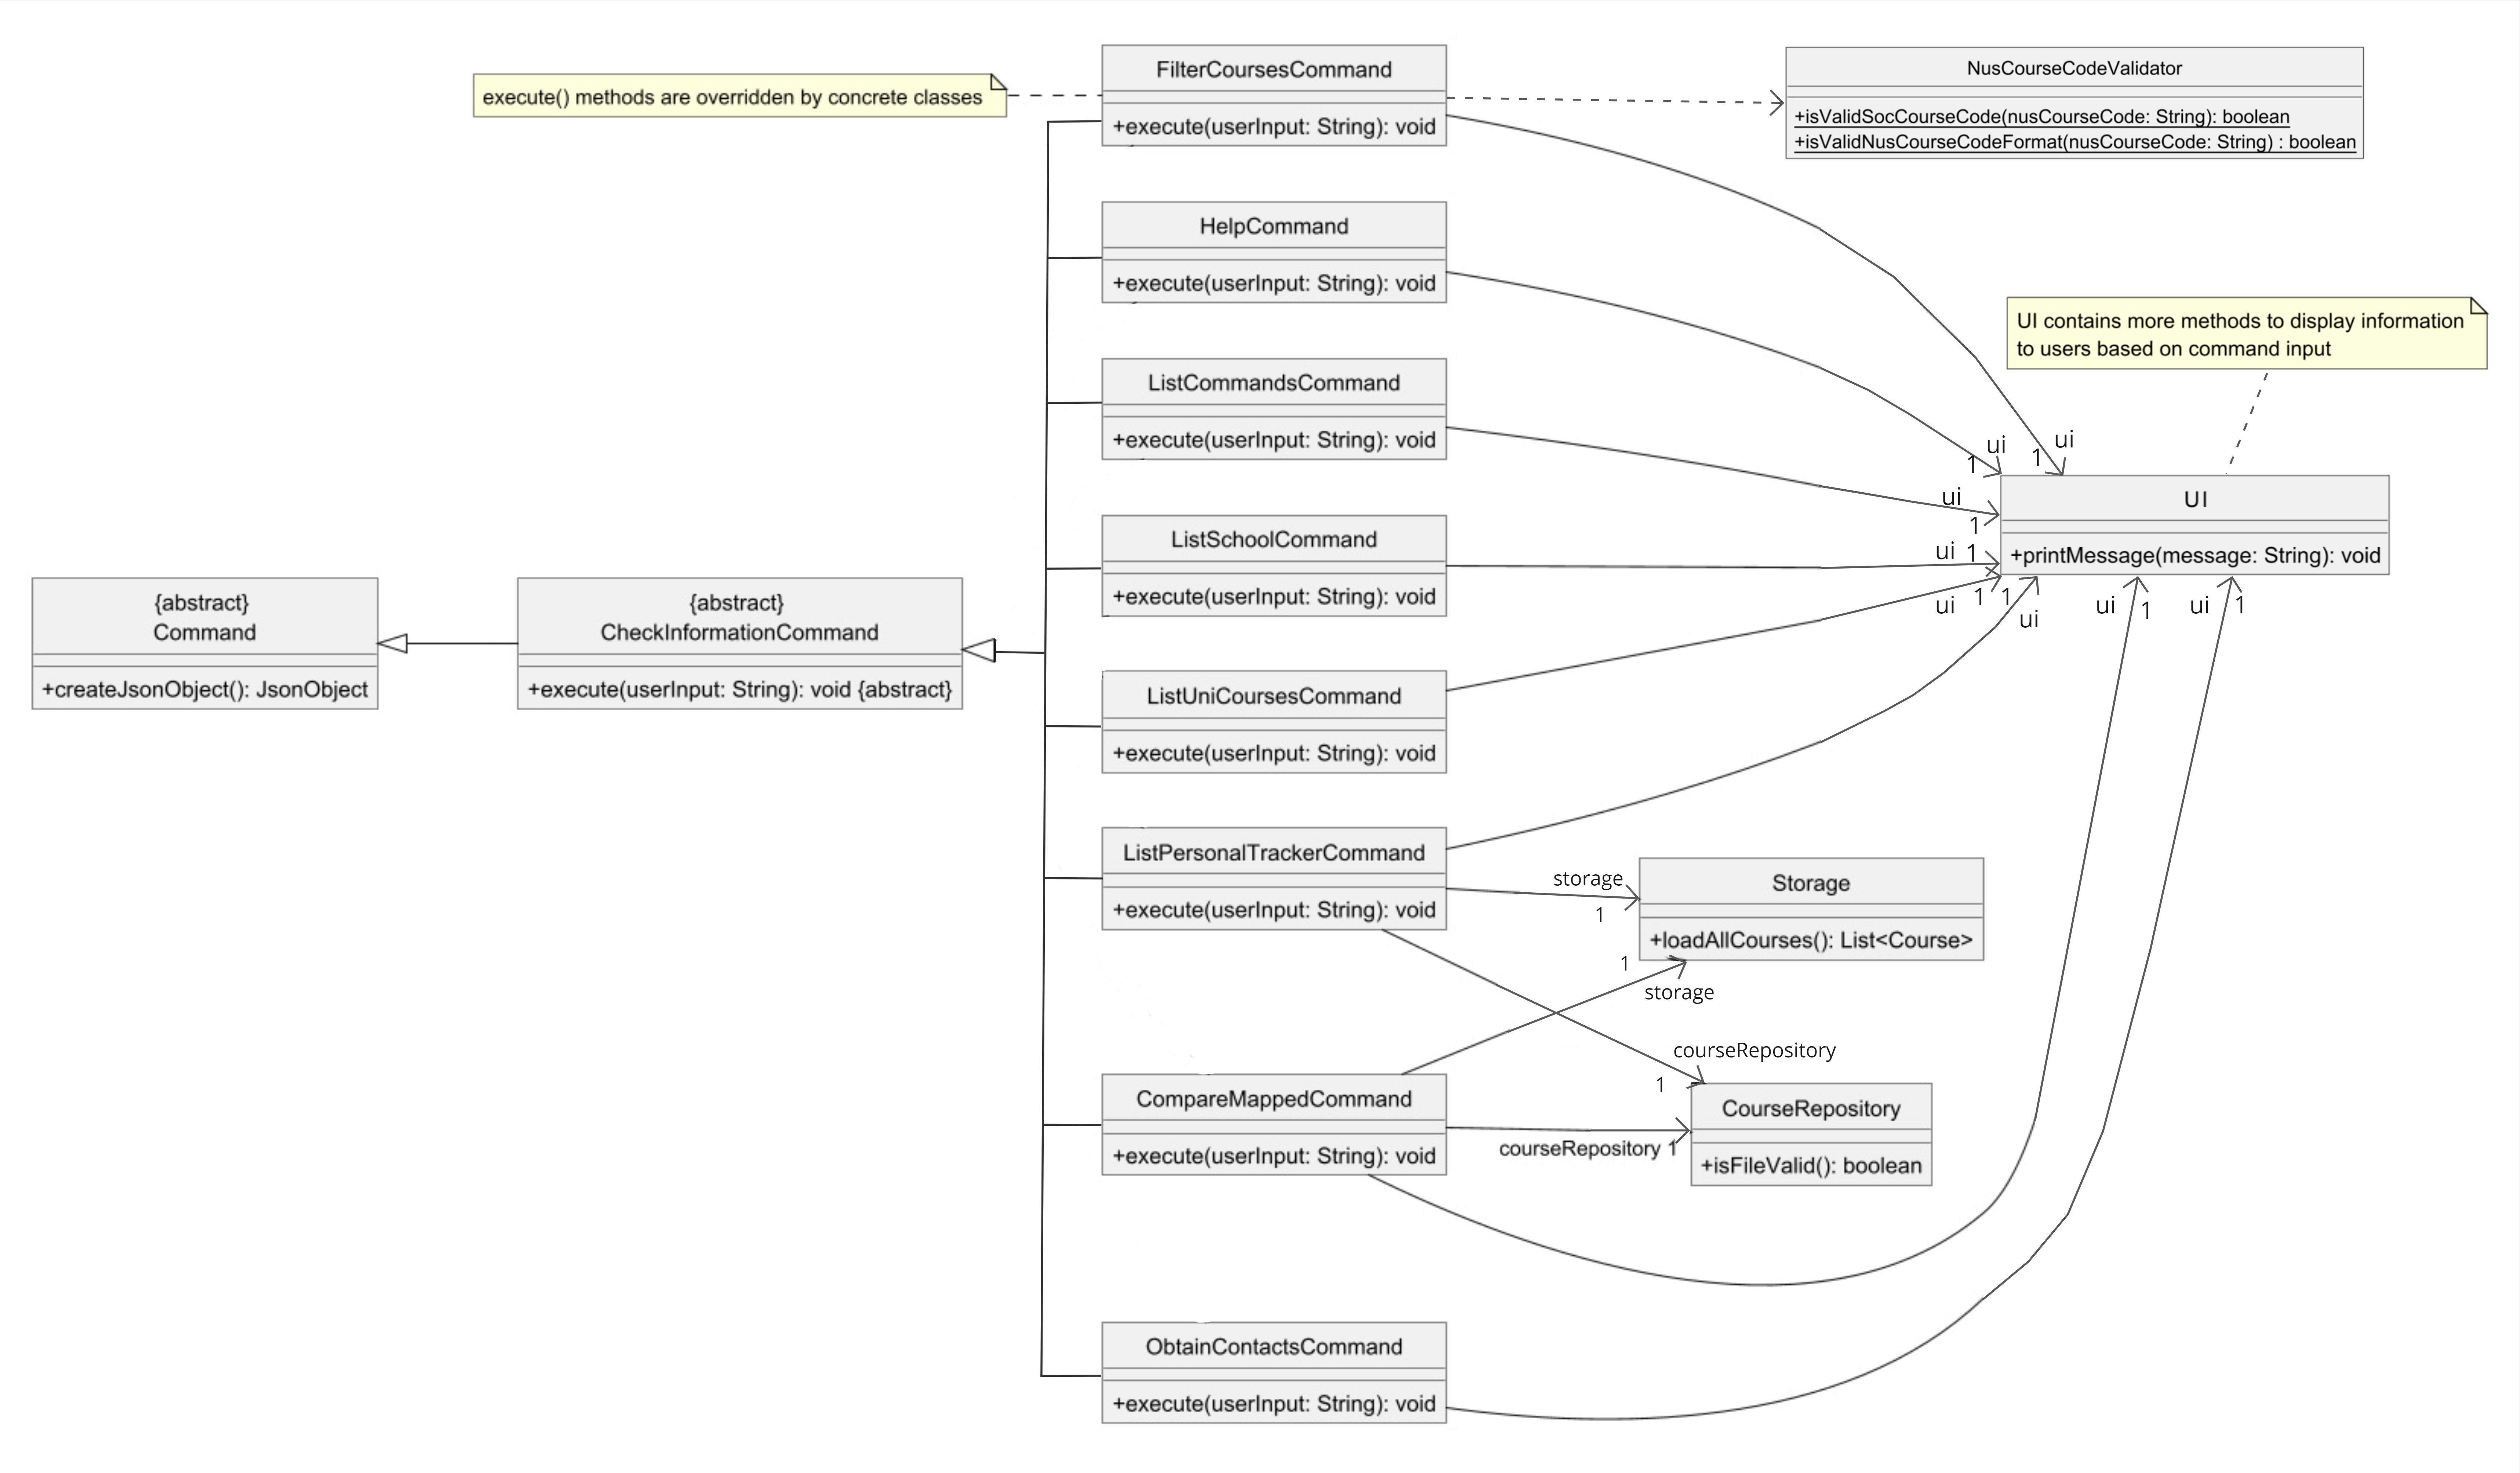 execute() methods are overridden by concrete classes
FilterCoursesCommand
+execute(userInput: String): void
NusCourseCodeValidator
+isValidSocCourseCode(nusCourseCode: String): boolean
+isValidNusCourseCodeFormat(nusCourseCode: String) : boolean
HelpCommand
+execute(userInput: String): void
UI contains more methods to display information
to users based on command input
ListCommandsCommand
+execute(userInput: String): void
ui
1
ui
1
ui
1
UI
+printMessage(message: String): void
ListSchoolCommand
+execute(userInput: String): void
ui 1
ui 1
1
ui
ui 1
ui 1
{abstract}
Command
+createJsonObject(): JsonObject
{abstract}
CheckInformationCommand
+execute(userInput: String): void {abstract}
ListUniCoursesCommand
+execute(userInput: String): void
ListPersonalTrackerCommand
+execute(userInput: String): void
storage
1
Storage
+loadAllCourses(): List<Course>
1
storage
courseRepository
1
CompareMappedCommand
+execute(userInput: String): void
courseRepository 1
CourseRepository
+isFileValid(): boolean
ObtainContactsCommand
+execute(userInput: String): void